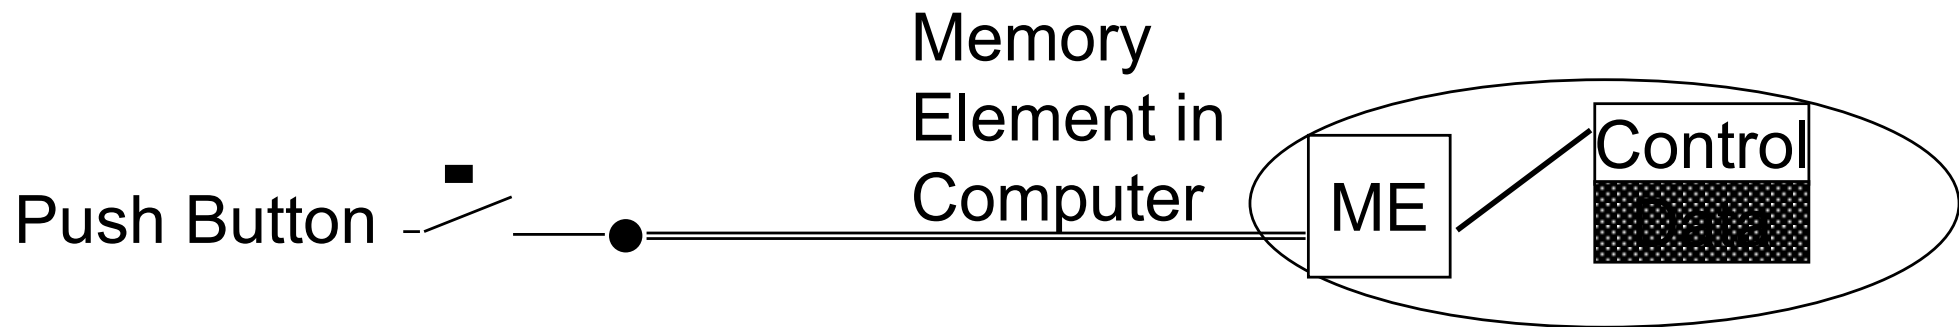 Push Button
Memory
Element in
Computer
ME
Control
Data